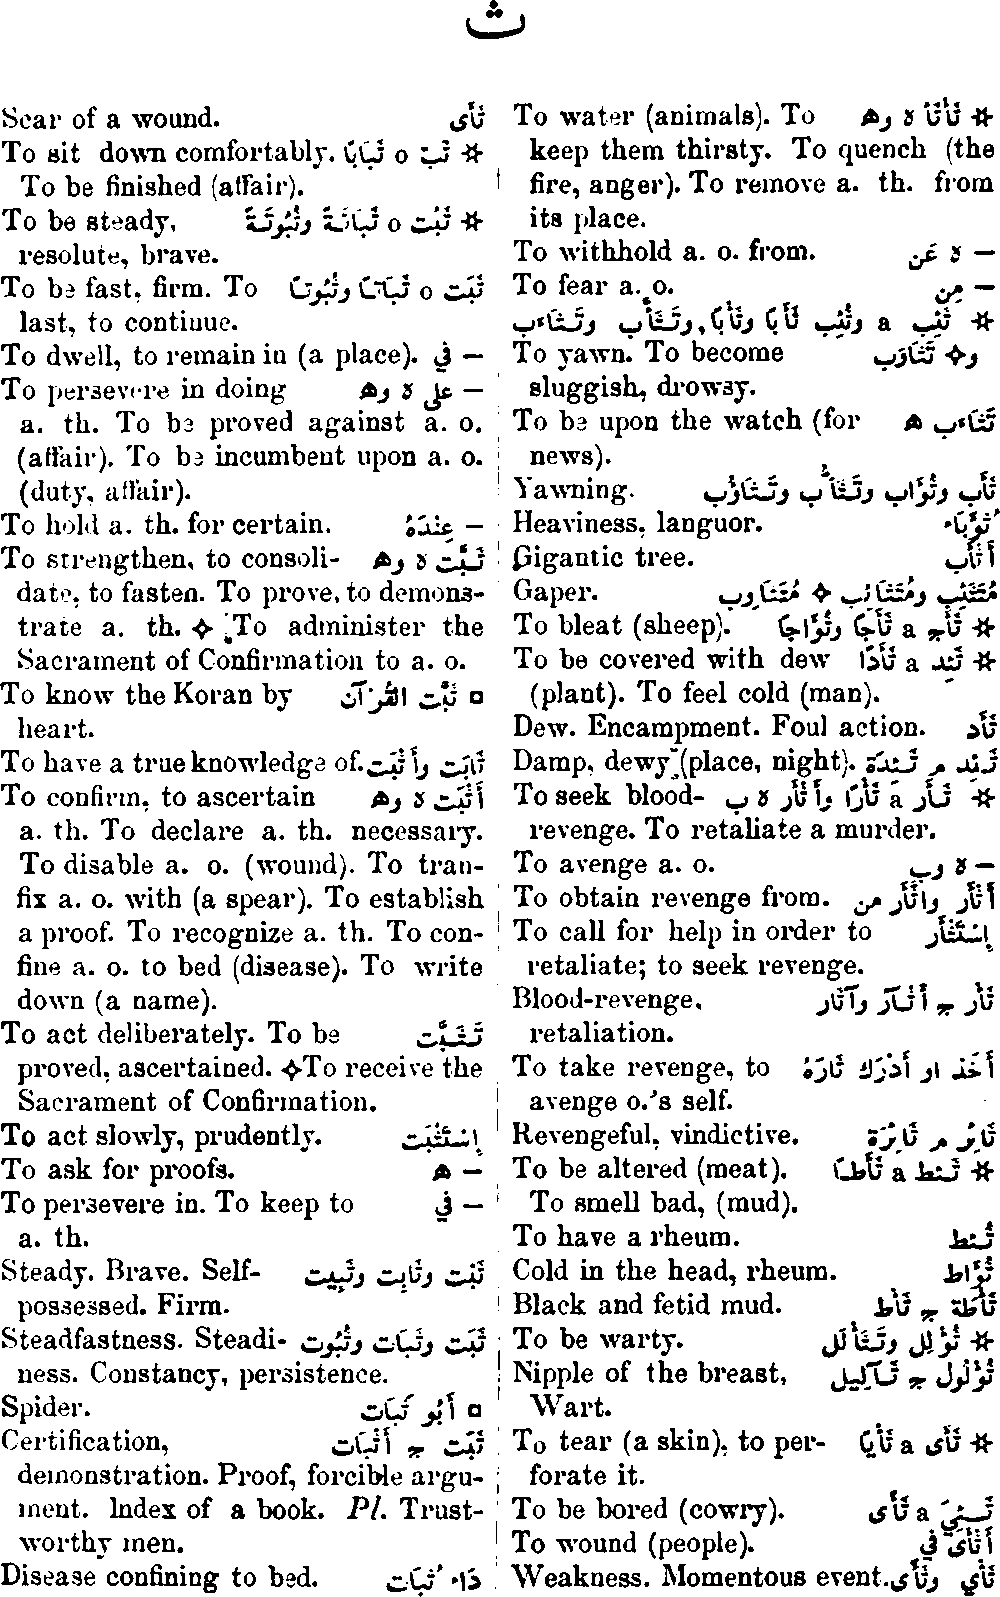 ث
To water (animals). To ✲ ثَأْثَأَ ه وه
keep them thirsty. To quench (the
fire, anger). To remove a. th. from
its place.
To withhold a. o. from. — ه عَن
To fear a. o. — مِن
✲ ثَئِب a وثُئِب ثَأَبًا وثَأْبًا, وتَثَأَّب وتَثَاءَب
To yawn. To become و✧ تَثَاوَب
sluggish, drowsy.
To be upon the watch (for تَثَاءَب ه
news).
Yawning. ثَأَب وثُؤَاب وتَثَأُّب وتَثَاؤُب
Heaviness, languor. ثُؤَبَاء
Gigantic tree. أَثْأَب
Gaper. مُتَثَئِّب ومُتَثَائِب ✧ مُتَثَاوِب
To bleat (sheep). ✲ ثَأَج a ثَأْجًا وثُؤَاجًا
To be covered with dew ✲ ثَئِد a ثَأَدًا
(plant). To feel cold (man).
Dew. Encampment. Foul action. ثَأَد
Damp, dewy (place, night). ثَئِد م ثَئِدَة
To seek blood- ✲ ثَأَر a ثَأْرًا وأَثْأَر ه ب
revenge. To retaliate a murder.
To avenge a. o. — ه وب
To obtain revenge from. أَثْأَر واثَّأَر من
To call for help in order to إِسْتَثْأَر
retaliate; to seek revenge.
Blood-revenge, ثَأْر ج أَثْآر وآثَار
retaliation.
To take revenge, to أَخَذ او أَدْرَك ثَارَهُ
avenge o.'s self.
Revengeful, vindictive. ثَائِر م ثَائِرَة
To be altered (meat). ✲ ثَئِط a ثَأَطًا
To smell bad, (mud).
To have a rheum. ثُئِط
Cold in the head, rheum. ثُؤَاط
Black and fetid mud. ثَأْطَة ج ثَأْط
To be warty. ✲ ثُؤْلِل وتَثَأْلَل
Nipple of the breast, ثُؤْلُول ج ثَآلِيل
Wart.
To tear (a skin), to per- ✲ ثَأَى a ثَأْيًا
forate it.
To be bored (cowry). ثَئِيَ a ثَأًى
To wound (people). أَثْأَى في
Weakness. Momentous event. ثَأْي وثَأًى
Scar of a wound. ثَأًى
To sit down comfortably. ✲ ثَبّ o ثَبَابًا
To be finished (affair).
To be steady, ✲ ثَبُت o ثَبَاتَةً وثُبُوتَةً
resolute, brave.
To be fast, firm. To ثَبَت o ثَبَاتًا وثُبُوتًا
last, to continue.
To dwell, to remain in (a place). — في
To persevere in doing — على ه وه
a. th. To be proved against a. o.
(affair). To be incumbent upon a. o.
(duty, affair).
To hold a. th. for certain. — عِنْدَهُ
To strengthen, to consoli- ثَبَّت ه وه
date, to fasten. To prove, to demons-
trate a. th. ✧ To administer the
Sacrament of Confirmation to a. o.
To know the Koran by □ ثَبَّت القُرْآن
heart.
To have a true knowledge of. ثَابَت وأَثْبَت
To confirm, to ascertain أَثْبَت ه وه
a. th. To declare a. th. necessary.
To disable a. o. (wound). To tran-
fix a. o. with (a spear). To establish
a proof. To recognize a. th. To con-
fine a. o. to bed (disease). To write
down (a name).
To act deliberately. To be تَثَبَّت
proved, ascertained. ✧To receive the
Sacrament of Confirmation.
To act slowly, prudently. إِسْتَثْبَت
To ask for proofs. — ه
To persevere in. To keep to — في
a. th.
Steady. Brave. Self- ثَبْت وثَابِت وثَبِيت
possessed. Firm.
Steadfastness. Steadi- ثَبَت وثَبَات وثُبُوت
ness. Constancy, persistence.
Spider. □ أَبُو ثَبَات
Certification, ثَبَت ج أَثْبَات
demonstration. Proof, forcible argu-
ment. Index of a book. Pl. Trust-
worthy men.
Disease confining to bed. دَاء ثُبَات